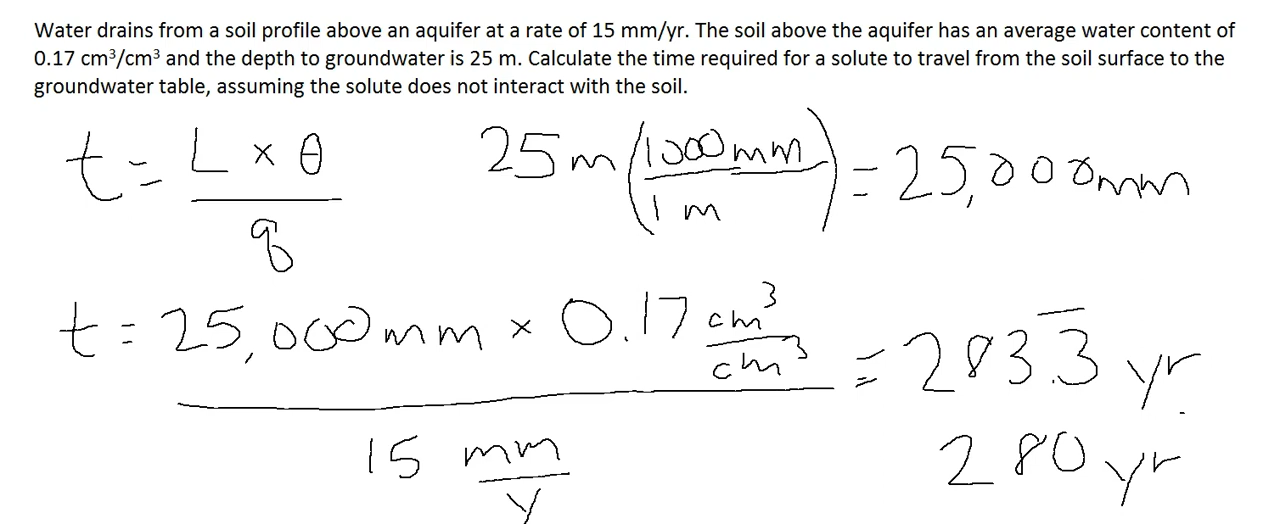 Water drains from a soil profile above an aquifer at a rate of 15 mm/yr. The soil above the aquifer has an average water content of
0.17 cm³/cm³ and the depth to groundwater is 25 m. Calculate the time required for a solute to travel from the soil surface to the
groundwater table, assuming the solute does not interact with the soil.
t = L × θ / q
25 m (1000 mm / 1 m) = 25,000 mm
t = 25,000 mm × 0.17 cm³/cm³ / 15 mm/y = 283.3̅ yr.
280 yr